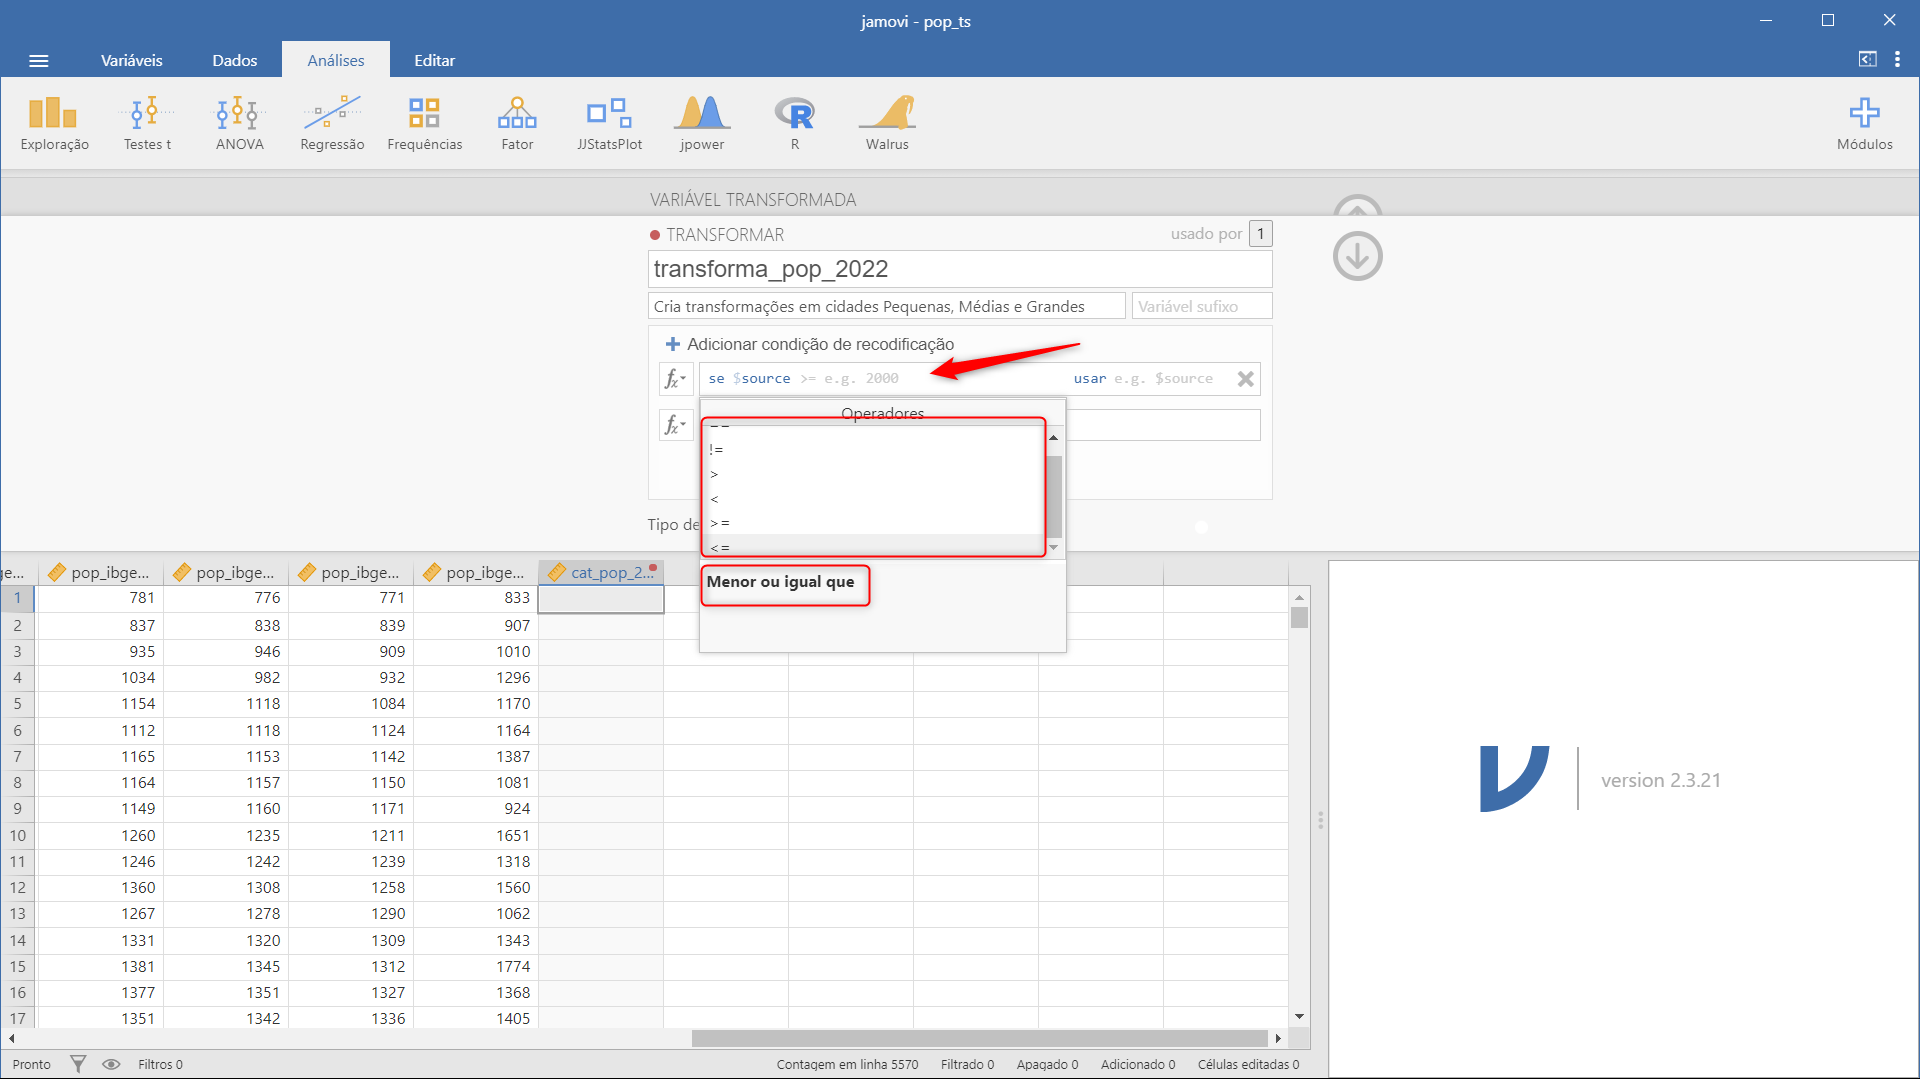 jamovi - pop_ts
Variáveis
Dados
Análises
Editar
Exploração
Testes t
ANOVA
Regressão
Frequências
Fator
JJStatsPlot
jpower
R
Walrus
Módulos
VARIÁVEL TRANSFORMADA
TRANSFORMAR
usado por 1
transforma_pop_2022
Cria transformações em cidades Pequenas, Médias e Grandes
Variável sufixo
Adicionar condição de recodificação
fx se $source >= e.g. 2000 usar e.g. $source
fx
Operadores
==
!=
>
<
>=
<=
Tipo de
Menor ou igual que
ge... pop_ibge... pop_ibge... pop_ibge... pop_ibge... cat_pop_2...
1 781 776 771 833
2 837 838 839 907
3 935 946 909 1010
4 1034 982 932 1296
5 1154 1118 1084 1170
6 1112 1118 1124 1164
7 1165 1153 1142 1387
8 1164 1157 1150 1081
9 1149 1160 1171 924
10 1260 1235 1211 1651
11 1246 1242 1239 1318
12 1360 1308 1258 1560
13 1267 1278 1290 1062
14 1331 1320 1309 1343
15 1381 1345 1312 1774
16 1377 1351 1327 1368
17 1351 1342 1336 1405
version 2.3.21
Pronto
Filtros 0
Contagem em linha 5570
Filtrado 0
Apagado 0
Adicionado 0
Células editadas 0